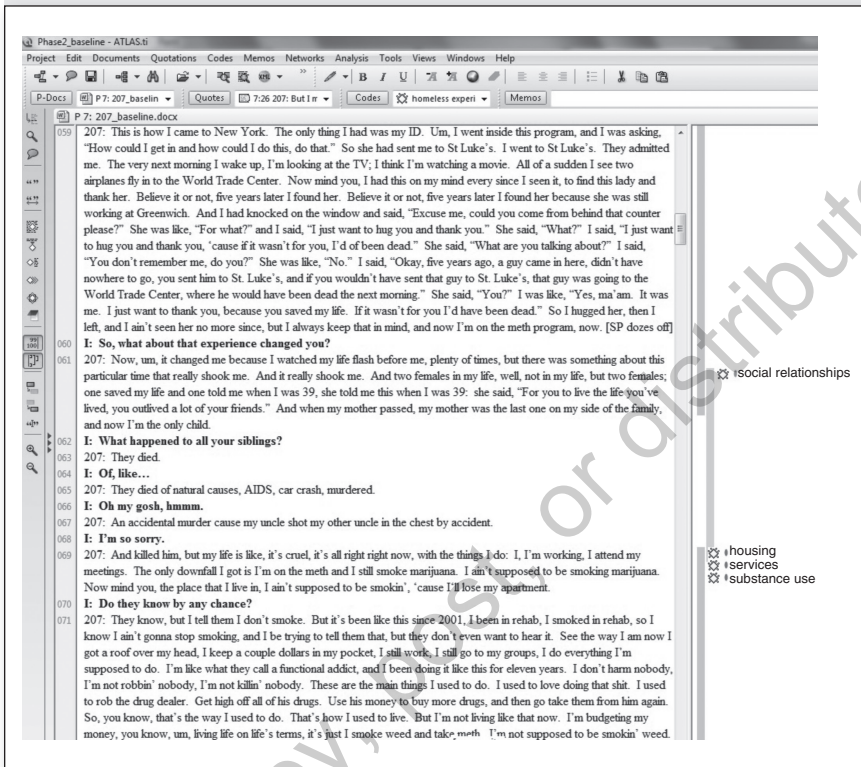 Phase2_baseline - ATLAS.ti
Project Edit Documents Quotations Codes Memos Networks Analysis Tools Views Windows Help
B I U
P-Docs P 7: 207_baselin Quotes 7:26 207: But I m Codes homeless experi Memos
P 7: 207_baseline.docx
059 207: This is how I came to New York. The only thing I had was my ID. Um, I went inside this program, and I was asking,
“How could I get in and how could I do this, do that.” So she had sent me to St Luke’s. I went to St Luke’s. They admitted
me. The very next morning I wake up, I’m looking at the TV; I think I’m watching a movie. All of a sudden I see two
airplanes fly in to the World Trade Center. Now mind you, I had this on my mind every since I seen it, to find this lady and
thank her. Believe it or not, five years later I found her. Believe it or not, five years later I found her because she was still
working at Greenwich. And I had knocked on the window and said, “Excuse me, could you come from behind that counter
please?” She was like, “For what?” and I said, “I just want to hug you and thank you.” She said, “What?” I said, “I just want
to hug you and thank you, ‘cause if it wasn’t for you, I’d of been dead.” She said, “What are you talking about?” I said,
“You don’t remember me, do you?” She was like, “No.” I said, “Okay, five years ago, a guy came in here, didn’t have
nowhere to go, you sent him to St. Luke’s, and if you wouldn’t have sent that guy to St. Luke’s, that guy was going to the
World Trade Center, where he would have been dead the next morning.” She said, “You?” I was like, “Yes, ma’am. It was
me. I just want to thank you, because you saved my life. If it wasn’t for you I’d have been dead.” So I hugged her, then I
left, and I ain’t seen her no more since, but I always keep that in mind, and now I’m on the meth program, now. [SP dozes off]
060 I: So, what about that experience changed you?
061 207: Now, um, it changed me because I watched my life flash before me, plenty of times, but there was something about this
particular time that really shook me. And it really shook me. And two females in my life, well, not in my life, but two females;
social relationships
one saved my life and one told me when I was 39, she told me this when I was 39: she said, “For you to live the life you’ve
lived, you outlived a lot of your friends.” And when my mother passed, my mother was the last one on my side of the family,
and now I’m the only child.
062 I: What happened to all your siblings?
063 207: They died.
064 I: Of, like…
065 207: They died of natural causes, AIDS, car crash, murdered.
066 I: Oh my gosh, hmmm.
067 207: An accidental murder cause my uncle shot my other uncle in the chest by accident.
068 I: I’m so sorry.
069 207: And killed him, but my life is like, it’s cruel, it’s all right right now, with the things I do: I, I’m working, I attend my
housing
meetings. The only downfall I got is I’m on the meth and I still smoke marijuana. I ain’t supposed to be smoking marijuana.
services
Now mind you, the place that I live in, I ain’t supposed to be smokin’, ‘cause I’ll lose my apartment.
substance use
070 I: Do they know by any chance?
071 207: They know, but I tell them I don’t smoke. But it’s been like this since 2001, I been in rehab, I smoked in rehab, so I
know I ain’t gonna stop smoking, and I be trying to tell them that, but they don’t even want to hear it. See the way I am now I
got a roof over my head, I keep a couple dollars in my pocket, I still work, I still go to my groups, I do everything I’m
supposed to do. I’m like what they call a functional addict, and I been doing it like this for eleven years. I don’t harm nobody,
I’m not robbin’ nobody, I’m not killin’ nobody. These are the main things I used to do. I used to love doing that shit. I used
to rob the drug dealer. Get high off all of his drugs. Use his money to buy more drugs, and then go take them from him again.
So, you know, that’s the way I used to do. That’s how I used to live. But I’m not living like that now. I’m budgeting my
money, you know, um, living life on life’s terms, it’s just I smoke weed and take meth. I’m not supposed to be smokin’ weed.
post, or distribute